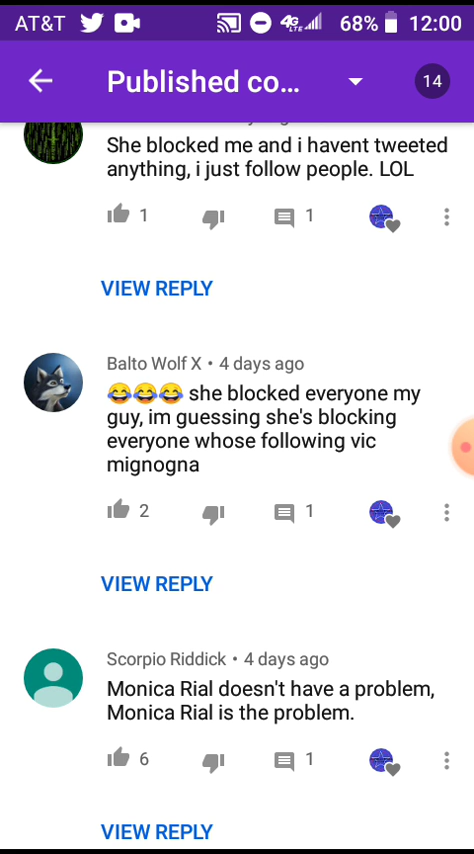 AT&T 4G LTE 68% 12:00
Published co... 14
She blocked me and i havent tweeted
anything, i just follow people. LOL
1 1
VIEW REPLY
Balto Wolf X • 4 days ago
😂😂😂 she blocked everyone my
guy, im guessing she's blocking
everyone whose following vic
mignogna
2 1
VIEW REPLY
Scorpio Riddick • 4 days ago
Monica Rial doesn't have a problem,
Monica Rial is the problem.
6 1
VIEW REPLY